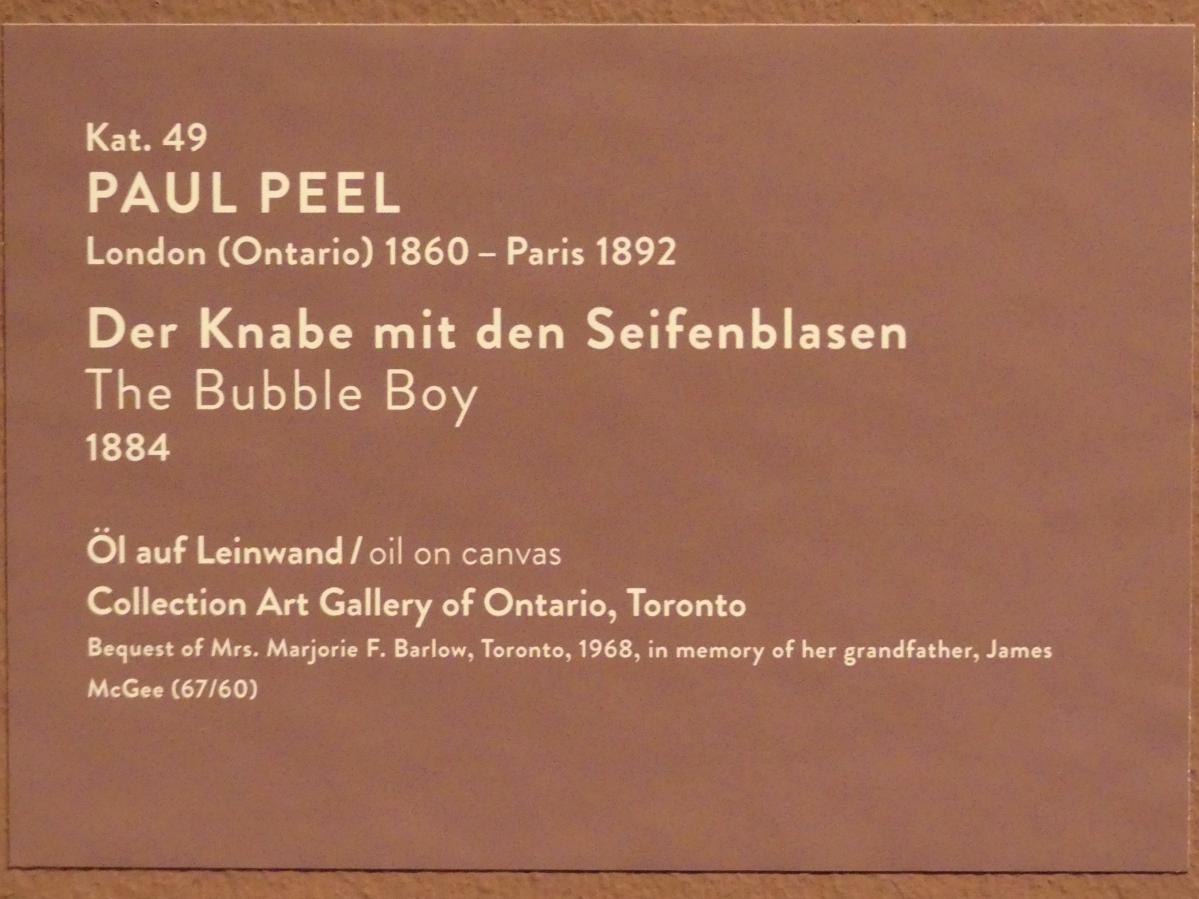 Kat. 49
PAUL PEEL
London (Ontario) 1860 – Paris 1892
Der Knabe mit den Seifenblasen
The Bubble Boy
1884
Öl auf Leinwand / oil on canvas
Collection Art Gallery of Ontario, Toronto
Bequest of Mrs. Marjorie F. Barlow, Toronto, 1968, in memory of her grandfather, James
McGee (67/60)